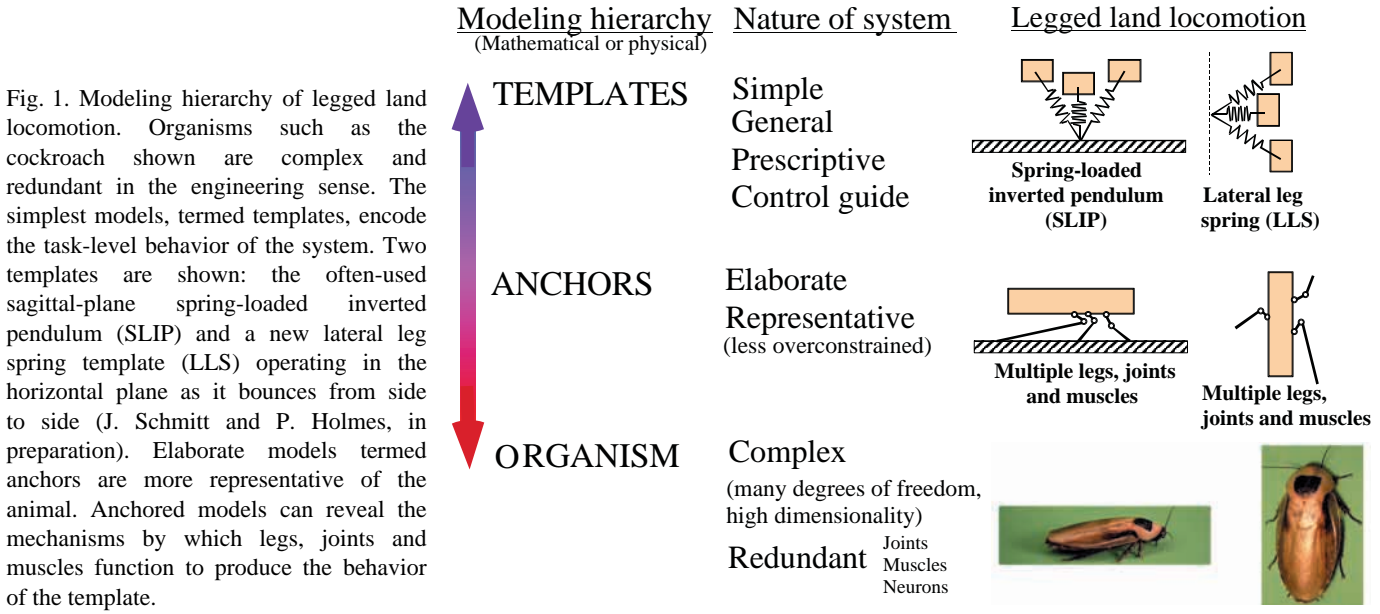 Fig. 1. Modeling hierarchy of legged land
locomotion. Organisms such as the
cockroach shown are complex and
redundant in the engineering sense. The
simplest models, termed templates, encode
the task-level behavior of the system. Two
templates are shown: the often-used
sagittal-plane spring-loaded inverted
pendulum (SLIP) and a new lateral leg
spring template (LLS) operating in the
horizontal plane as it bounces from side
to side (J. Schmitt and P. Holmes, in
preparation). Elaborate models termed
anchors are more representative of the
animal. Anchored models can reveal the
mechanisms by which legs, joints and
muscles function to produce the behavior
of the template.
Modeling hierarchy
(Mathematical or physical)
Nature of system
Legged land locomotion
TEMPLATES
Simple
General
Prescriptive
Control guide
Spring-loaded
inverted pendulum
(SLIP)
Lateral leg
spring (LLS)
ANCHORS
Elaborate
Representative
(less overconstrained)
Multiple legs, joints
and muscles
Multiple legs,
joints and muscles
ORGANISM
Complex
(many degrees of freedom,
high dimensionality)
Redundant
Joints
Muscles
Neurons